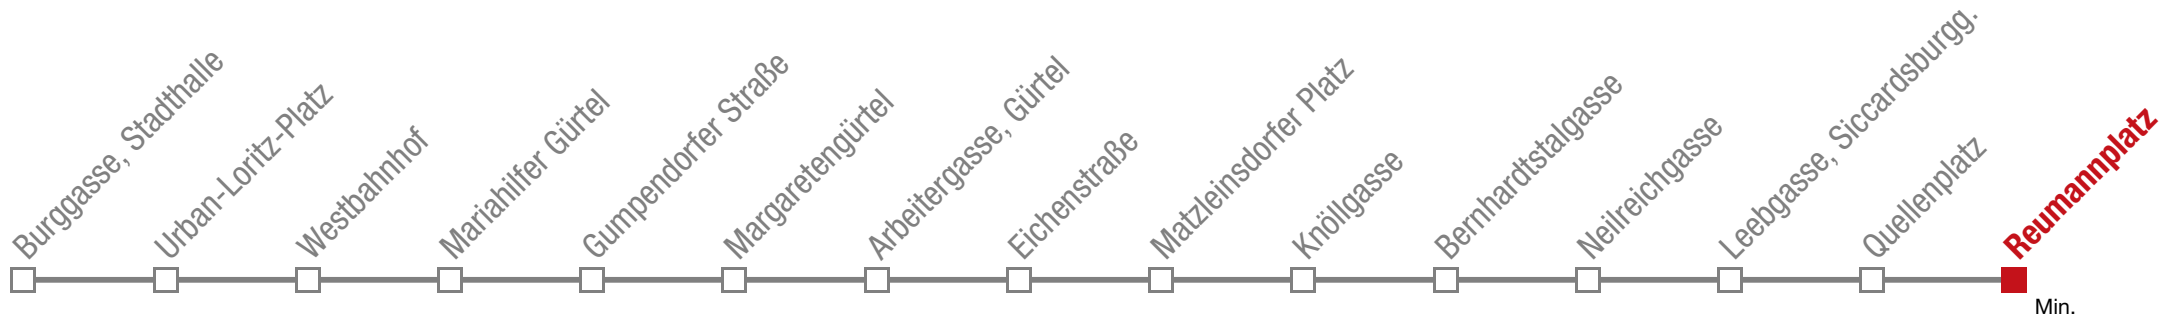 Burggasse, Stadthalle
Urban-Loritz-Platz
Westbahnhof
Mariahilfer Gürtel
Gumpendorfer Straße
Margaretengürtel
Arbeitergasse, Gürtel
Eichenstraße
Matzleinsdorfer Platz
Knöllgasse
Bernhardtstalgasse
Neilreichgasse
Leebgasse, Siccardsburgg.
Quellenplatz
Reumannplatz
Min.